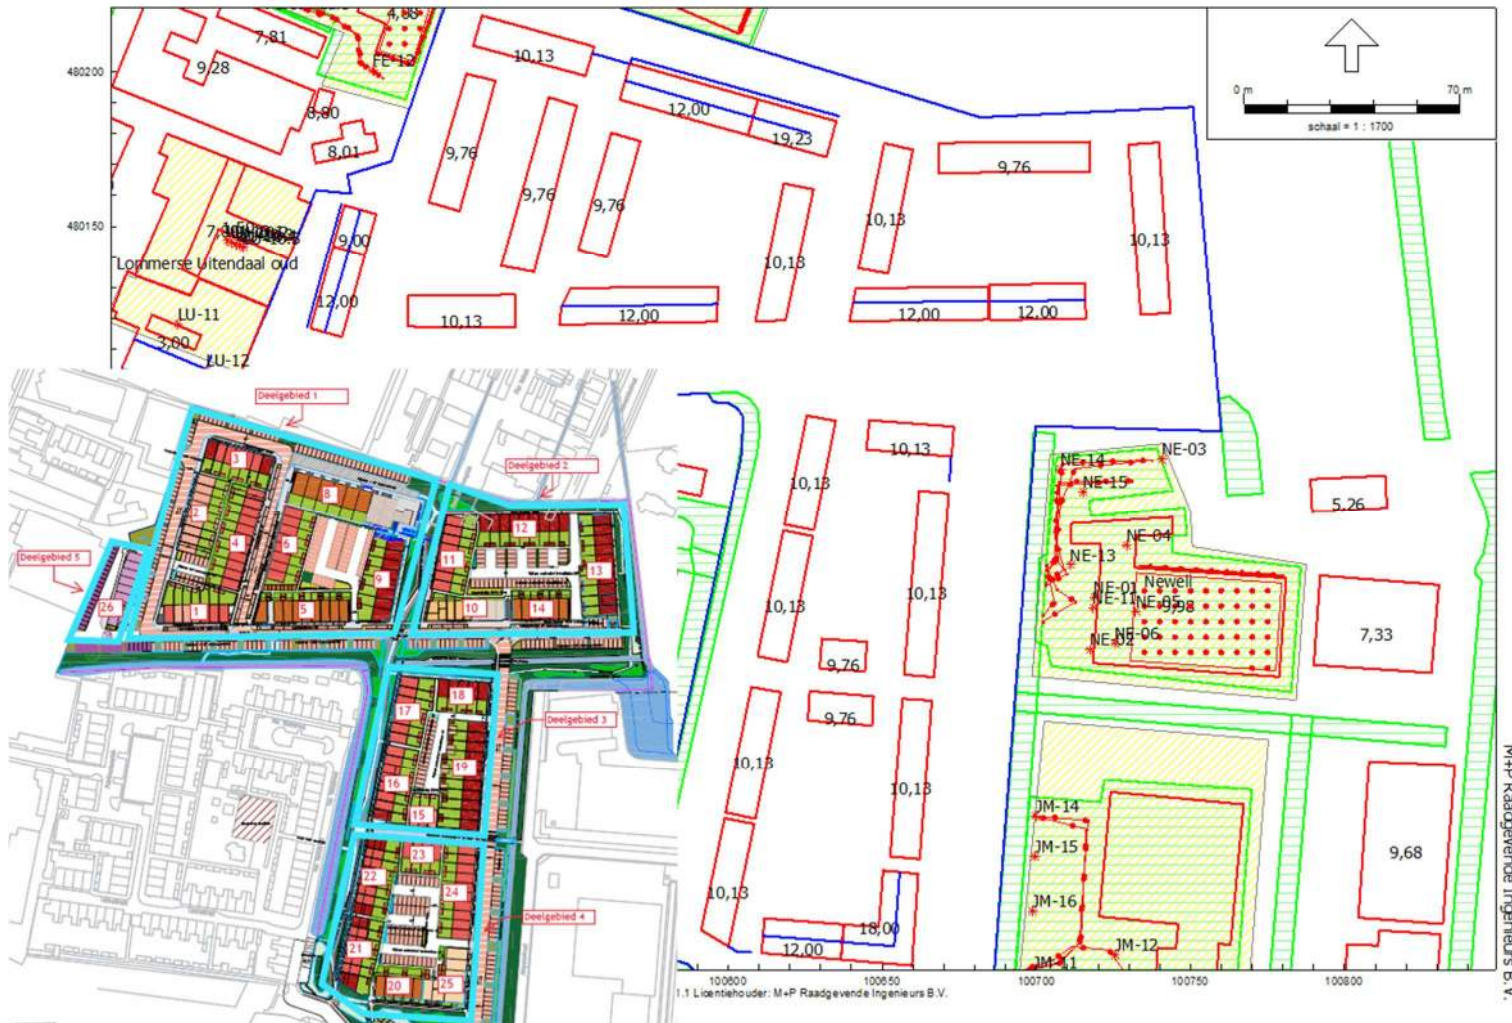 7,81
4,68
FE-12
9,28
8,80
8,01
480200
10,13
12,00
19,23
9,76
9,76
9,76
10,13
9,76
10,13
10,13
0 m
70 m
schaal = 1 : 1700
480150
Lommerse Uitendaal oud
9,00
12,00
LU-11
3,00
LU-12
10,13
12,00
12,00
12,00
Deelgebied 1
Deelgebied 2
Deelgebied 5
Deelgebied 3
Deelgebied 4
3
2
4
8
6
9
1
5
26
11
12
13
10
14
17
18
16
19
15
23
22
24
21
20
25
10,13
10,13
10,13
10,13
9,76
9,76
10,13
10,13
10,13
18,00
12,00
NE-03
NE-14
NE-15
NE-04
NE-13
NE-01
Newell
NE-11
NE-05
9,98
NE-06
NE-02
5,26
7,33
9,68
JM-14
JM-15
JM-16
JM-12
JM-11
100600
100650
100700
100750
100800
1.1 Licentiehouder: M+P Raadgevende Ingenieurs B.V.
M+P Raadgevende Ingenieurs B.V.